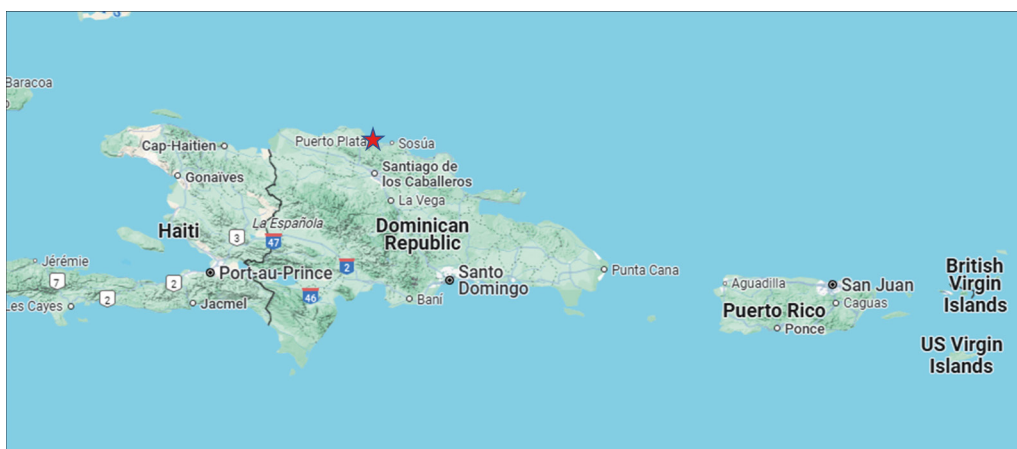 Baracoa
Puerto Plata
Sosúa
Cap-Haitien
Santiago de
los Caballeros
Gonaïves
La Vega
La Española
Haiti
Dominican
Republic
3
47
2
Jérémie
Port-au-Prince
Santo
Domingo
Punta Cana
British
Virgin
Islands
7
2
2
46
Les Cayes
Jacmel
Baní
Aguadilla
San Juan
Caguas
Puerto Rico
Ponce
US Virgin
Islands